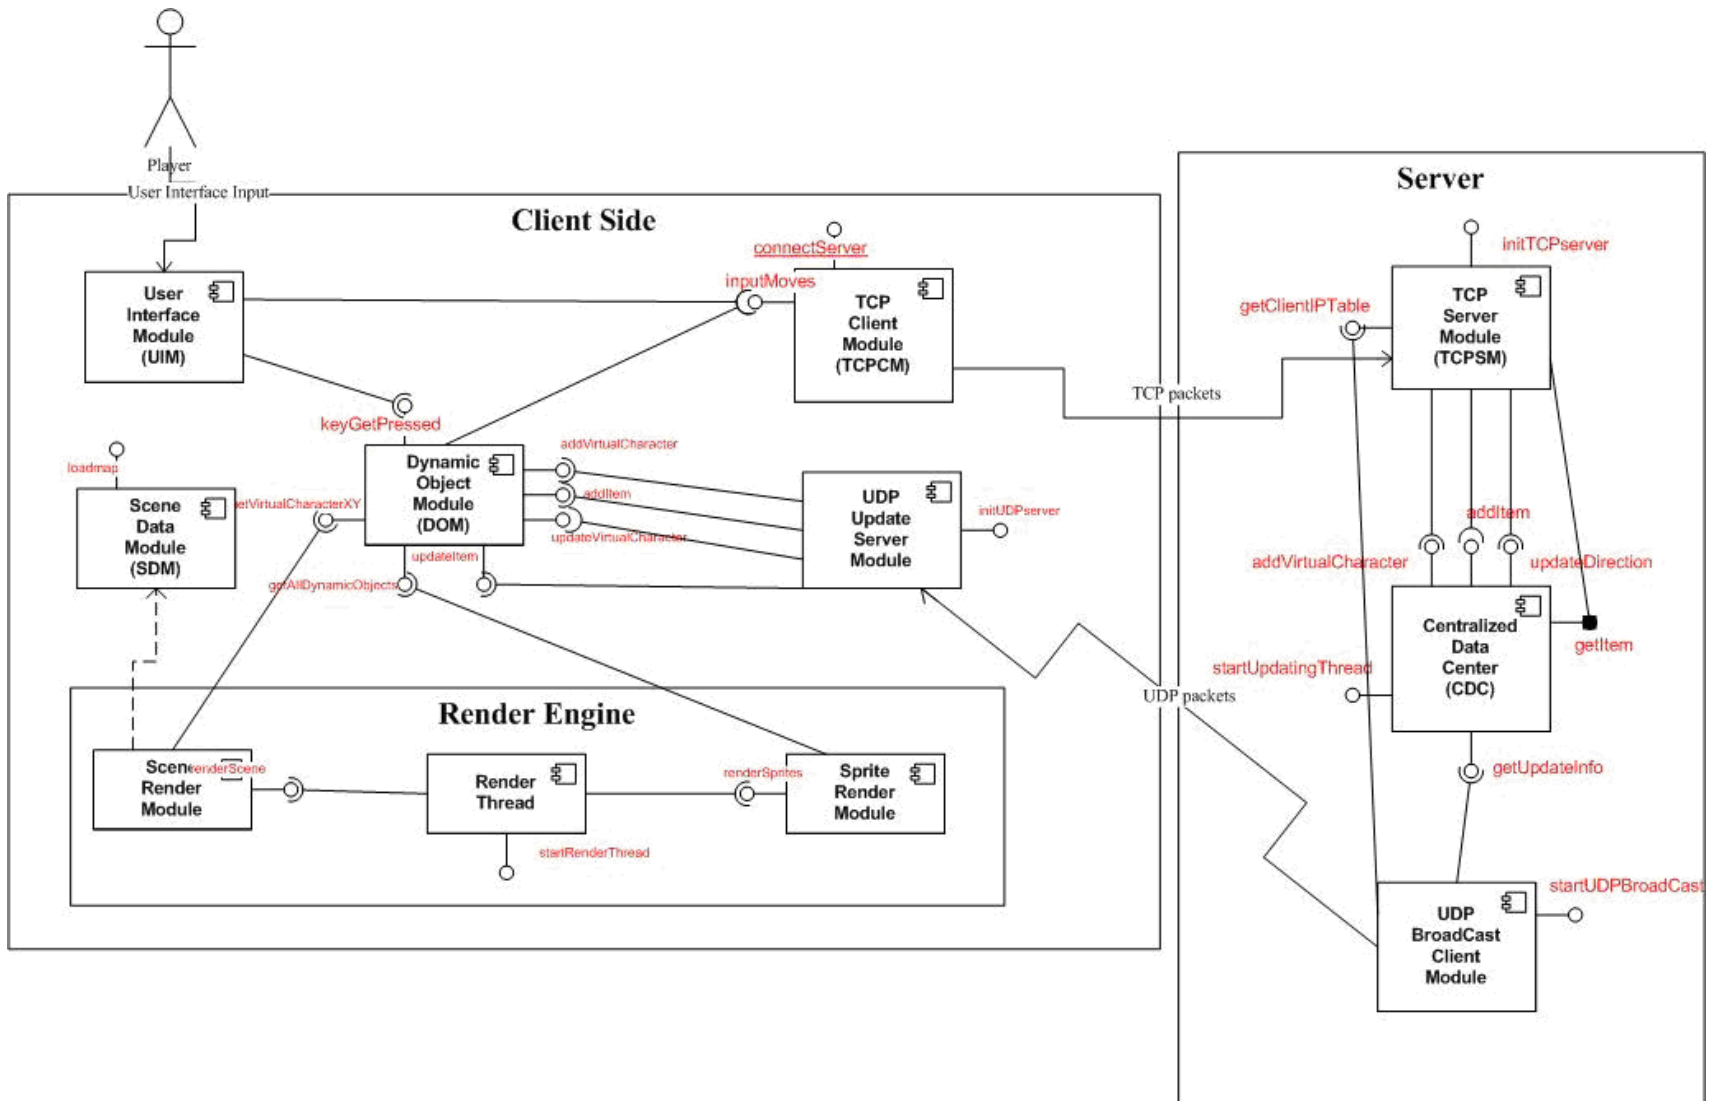 Player
User Interface Input
Client Side
Server
connectServer
initTCPserver
inputMoves
User
Interface
Module
(UIM)
TCP
Client
Module
(TCPCM)
getClientIPTable
TCP
Server
Module
(TCPSM)
TCP packets
keyGetPressed
addVirtualCharacter
loadmap
Dynamic
Object
Module
(DOM)
addItem
updateVirtualCharacter
etVirtualCharacterXY
Scene
Data
Module
(SDM)
UDP
Update
Server
Module
initUDPserver
updateItem
getAllDynamicObjects
addItem
addVirtualCharacter
updateDirection
Centralized
Data
Center
(CDC)
getItem
startUpdatingThread
UDP packets
Render Engine
Scene
Render
Module
renderScene
Render
Thread
renderSprites
Sprite
Render
Module
startRenderThread
getUpdateInfo
startUDPBroadCast
UDP
BroadCast
Client
Module